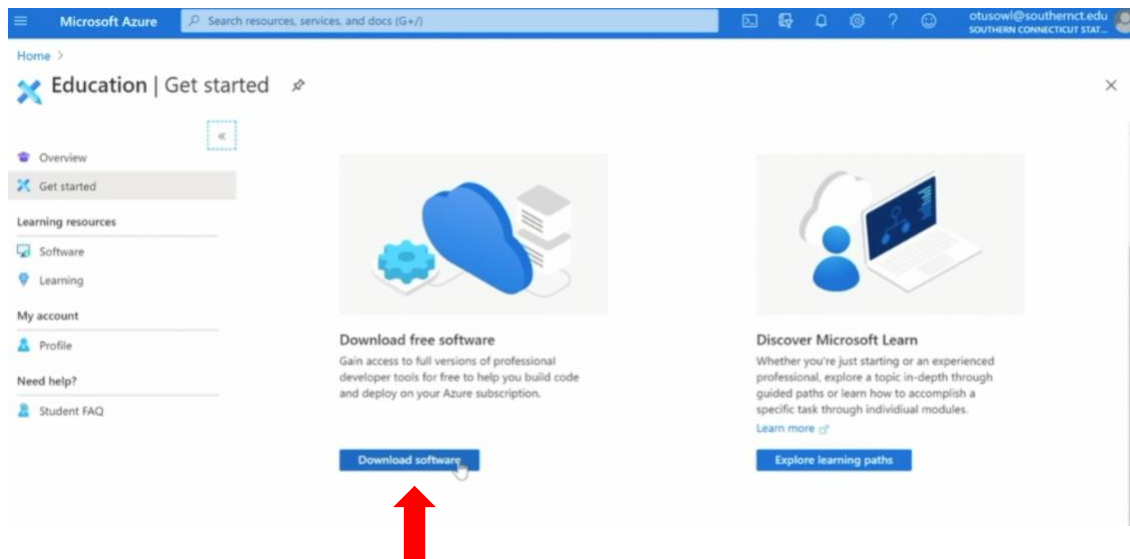 Microsoft Azure
Search resources, services, and docs (G+/)
otusowl@southernct.edu
SOUTHERN CONNECTICUT STAT...
Home >
Education | Get started
«
Overview
Get started
Learning resources
Software
Learning
My account
Profile
Need help?
Student FAQ
Download free software
Gain access to full versions of professional
developer tools for free to help you build code
and deploy on your Azure subscription.
Download software
Discover Microsoft Learn
Whether you're just starting or an experienced
professional, explore a topic in-depth through
guided paths or learn how to accomplish a
specific task through individiual modules.
Learn more
Explore learning paths